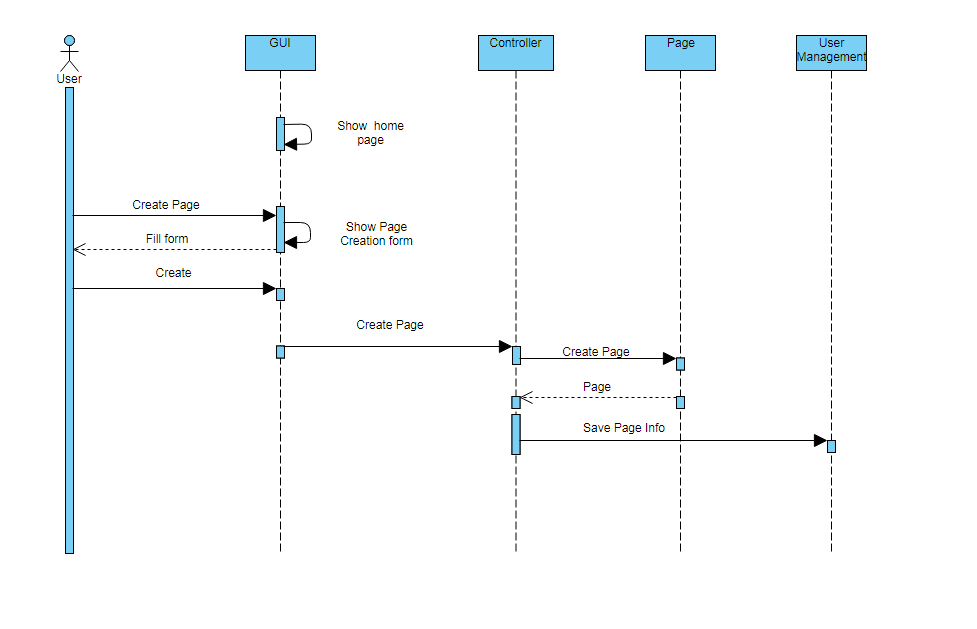 GUI
Controller
Page
User
Management
User
Show home
page
Create Page
Show Page
Creation form
Fill form
Create
Create Page
Create Page
Page
Save Page Info